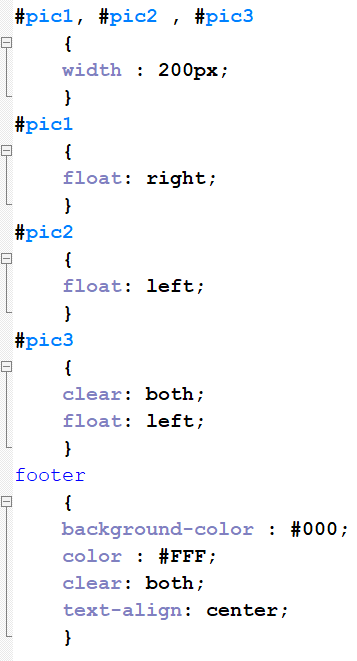 #pic1, #pic2 , #pic3
{
width : 200px;
}
#pic1
{
float: right;
}
#pic2
{
float: left;
}
#pic3
{
clear: both;
float: left;
}
footer
{
background-color : #000;
color : #FFF;
clear: both;
text-align: center;
}